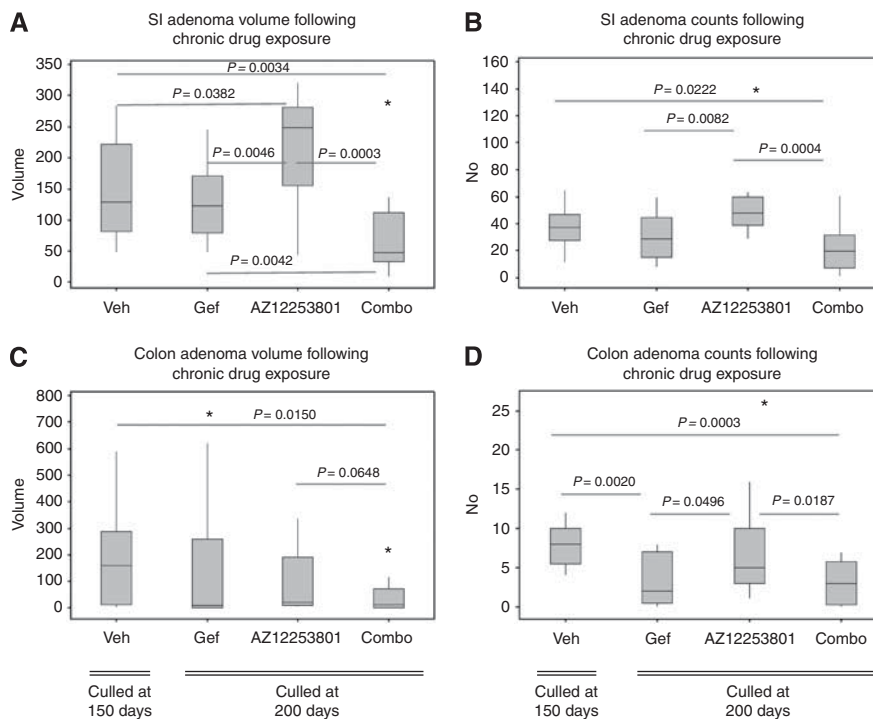 A
SI adenoma volume following
chronic drug exposure
Volume
350
300
250
200
150
100
50
0
P = 0.0034
P = 0.0382
*
P = 0.0046
P = 0.0003
P = 0.0042
Veh
Gef
AZ12253801
Combo
B
SI adenoma counts following
chronic drug exposure
No
160
140
120
100
80
60
40
20
0
P = 0.0222
*
P = 0.0082
P = 0.0004
Veh
Gef
AZ12253801
Combo
C
Colon adenoma volume following
chronic drug exposure
Volume
800
700
600
500
400
300
200
100
0
*
P = 0.0150
P = 0.0648
*
Veh
Gef
AZ12253801
Combo
Culled at
150 days
Culled at
200 days
D
Colon adenoma counts following
chronic drug exposure
No
25
20
15
10
5
0
*
P = 0.0003
P = 0.0020
P = 0.0496
P = 0.0187
Veh
Gef
AZ12253801
Combo
Culled at
150 days
Culled at
200 days